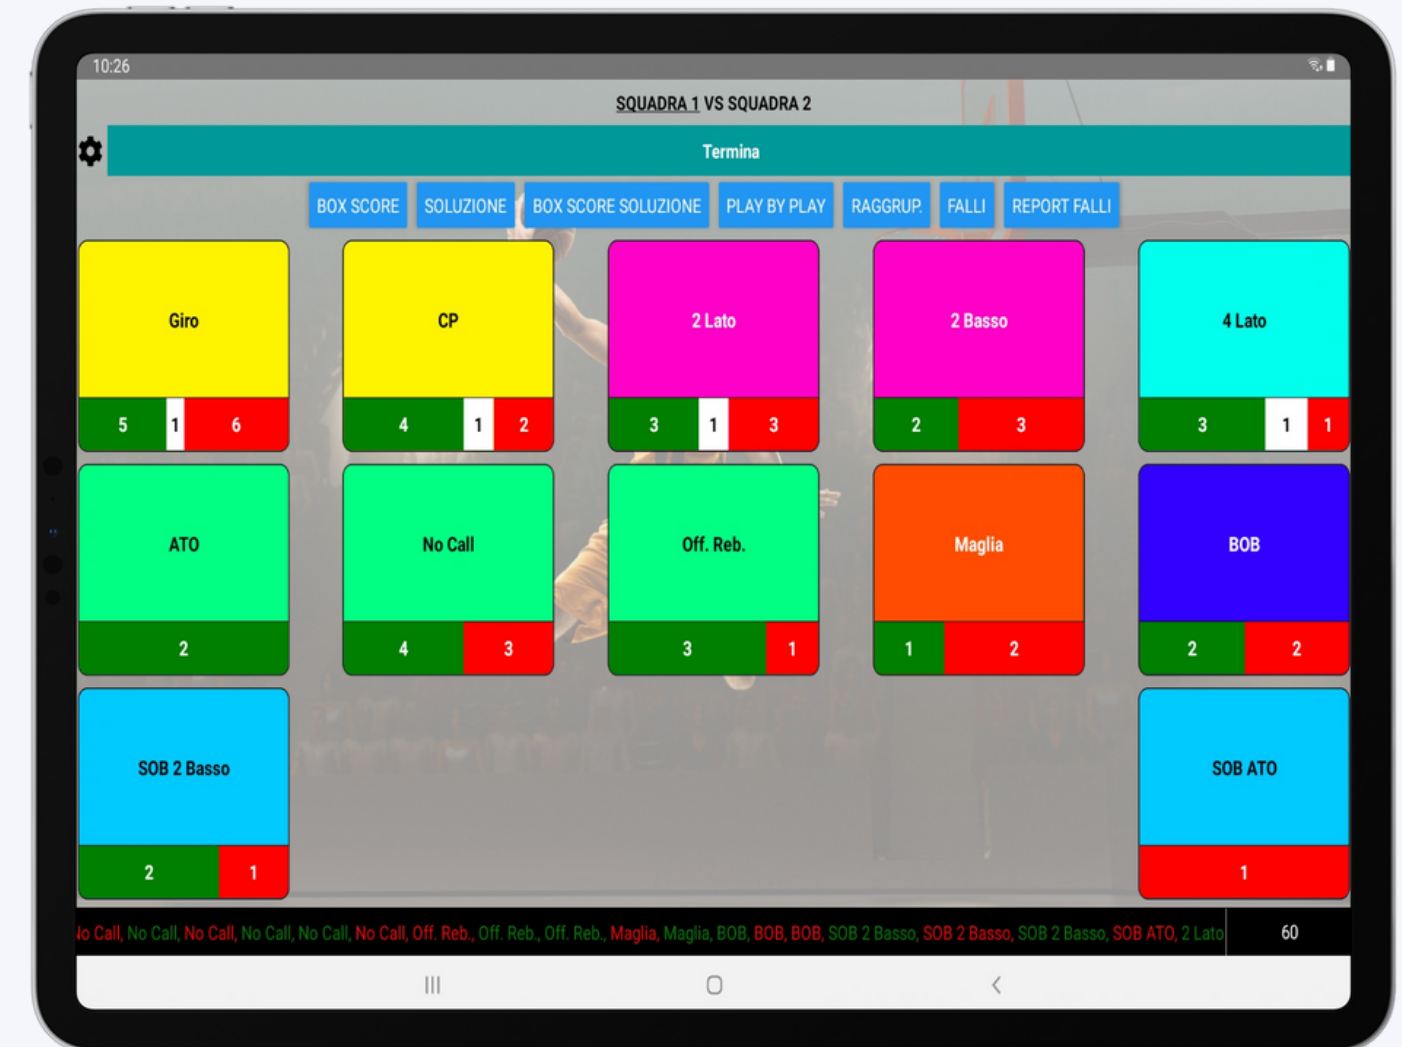 10:26
SQUADRA 1 VS SQUADRA 2
Termina
BOX SCORE SOLUZIONE BOX SCORE SOLUZIONE PLAY BY PLAY RAGGRUP. FALLI REPORT FALLI
Giro CP 2 Lato 2 Basso 4 Lato
5 1 6 4 1 2 3 1 3 2 3 3 1 1
ATO No Call Off. Reb. Maglia BOB
2 4 3 3 1 1 2 2 2
SOB 2 Basso SOB ATO
2 1 1
No Call, No Call, No Call, No Call, No Call, No Call, Off. Reb., Off. Reb., Off. Reb., Maglia, Maglia, BOB, BOB, BOB, SOB 2 Basso, SOB 2 Basso, SOB 2 Basso, SOB ATO, 2 Lato 60